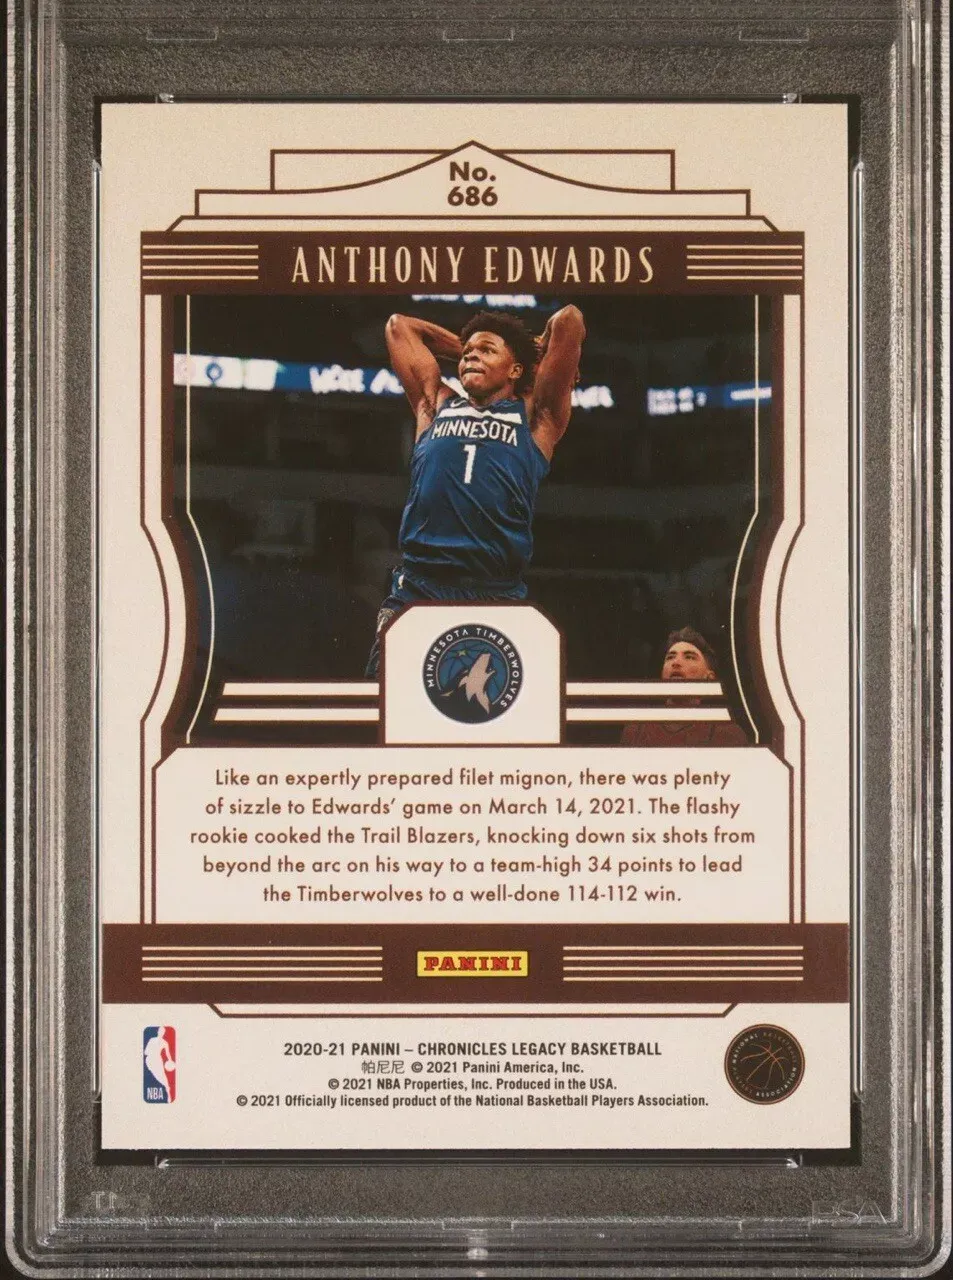 No.
686
ANTHONY EDWARDS
MINNESOTA
1
MINNESOTA TIMBERWOLVES
Like an expertly prepared filet mignon, there was plenty
of sizzle to Edwards' game on March 14, 2021. The flashy
rookie cooked the Trail Blazers, knocking down six shots from
beyond the arc on his way to a team-high 34 points to lead
the Timberwolves to a well-done 114-112 win.
PANINI
NBA
2020-21 PANINI – CHRONICLES LEGACY BASKETBALL
帕尼尼 © 2021 Panini America, Inc.
© 2021 NBA Properties, Inc. Produced in the USA.
© 2021 Officially licensed product of the National Basketball Players Association.
NATIONAL BASKETBALL PLAYERS ASSOCIATION
PSA